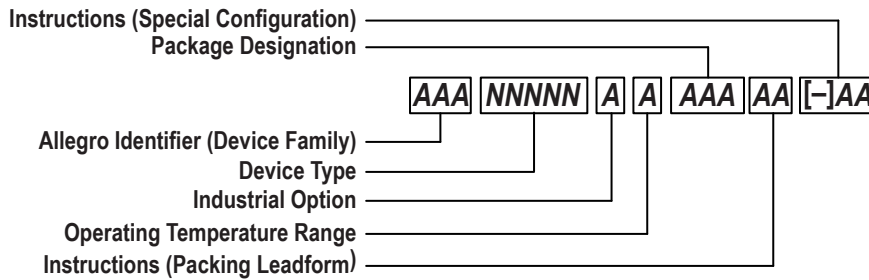 Instructions (Special Configuration)
Package Designation
AAA NNNNN A A AAA AA [–]AA
Allegro Identifier (Device Family)
Device Type
Industrial Option
Operating Temperature Range
Instructions (Packing Leadform)